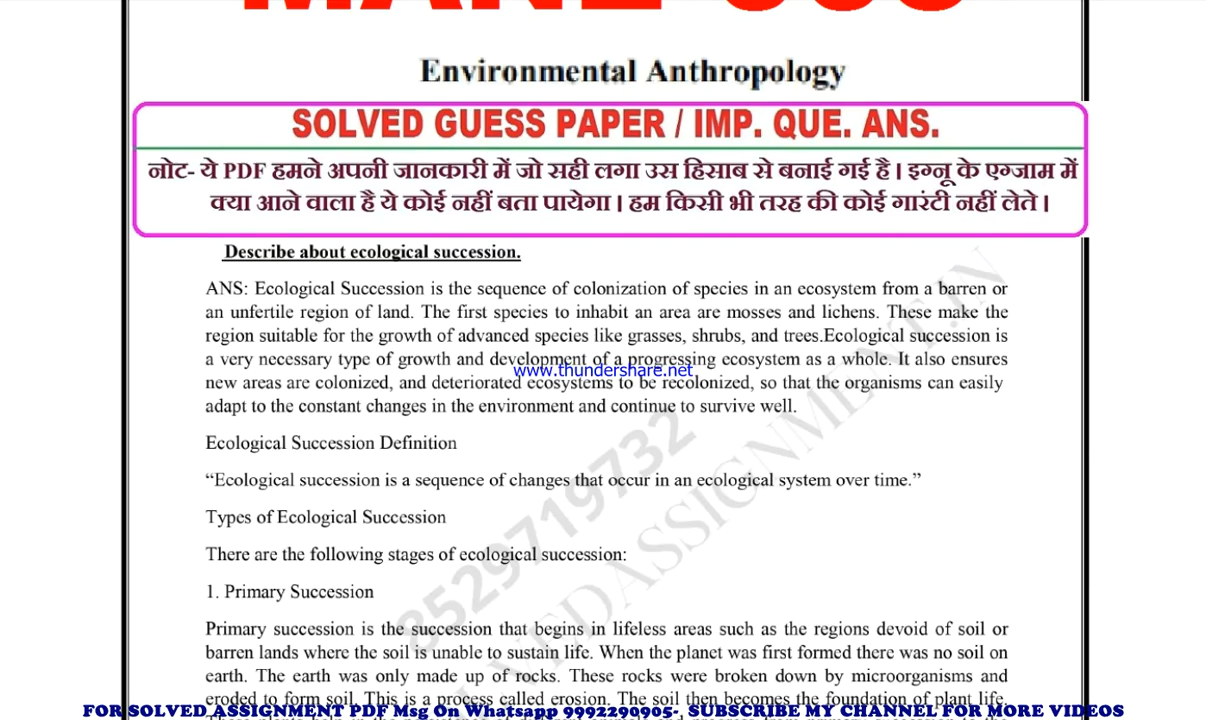 Environmental Anthropology
SOLVED GUESS PAPER / IMP. QUE. ANS.
नोट- ये PDF हमने अपनी जानकारी में जो सही लगा उस हिसाब से बनाई गई है। इग्नू के एग्जाम में
क्या आने वाला है ये कोई नहीं बता पायेगा। हम किसी भी तरह की कोई गारंटी नहीं लेते।
Describe about ecological succession.
ANS: Ecological Succession is the sequence of colonization of species in an ecosystem from a barren or
an unfertile region of land. The first species to inhabit an area are mosses and lichens. These make the
region suitable for the growth of advanced species like grasses, shrubs, and trees.Ecological succession is
a very necessary type of growth and development of a progressing ecosystem as a whole. It also ensures
www.thundershare.net
new areas are colonized, and deteriorated ecosystems to be recolonized, so that the organisms can easily
adapt to the constant changes in the environment and continue to survive well.
Ecological Succession Definition
“Ecological succession is a sequence of changes that occur in an ecological system over time.”
Types of Ecological Succession
There are the following stages of ecological succession:
1. Primary Succession
Primary succession is the succession that begins in lifeless areas such as the regions devoid of soil or
barren lands where the soil is unable to sustain life. When the planet was first formed there was no soil on
earth. The earth was only made up of rocks. These rocks were broken down by microorganisms and
eroded to form soil. This is a process called erosion. The soil then becomes the foundation of plant life.
8529719732
VEDASSIGNMENT.IN
FOR SOLVED ASSIGNMENT PDF Msg On Whatsapp 9992290905- SUBSCRIBE MY CHANNEL FOR MORE VIDEOS